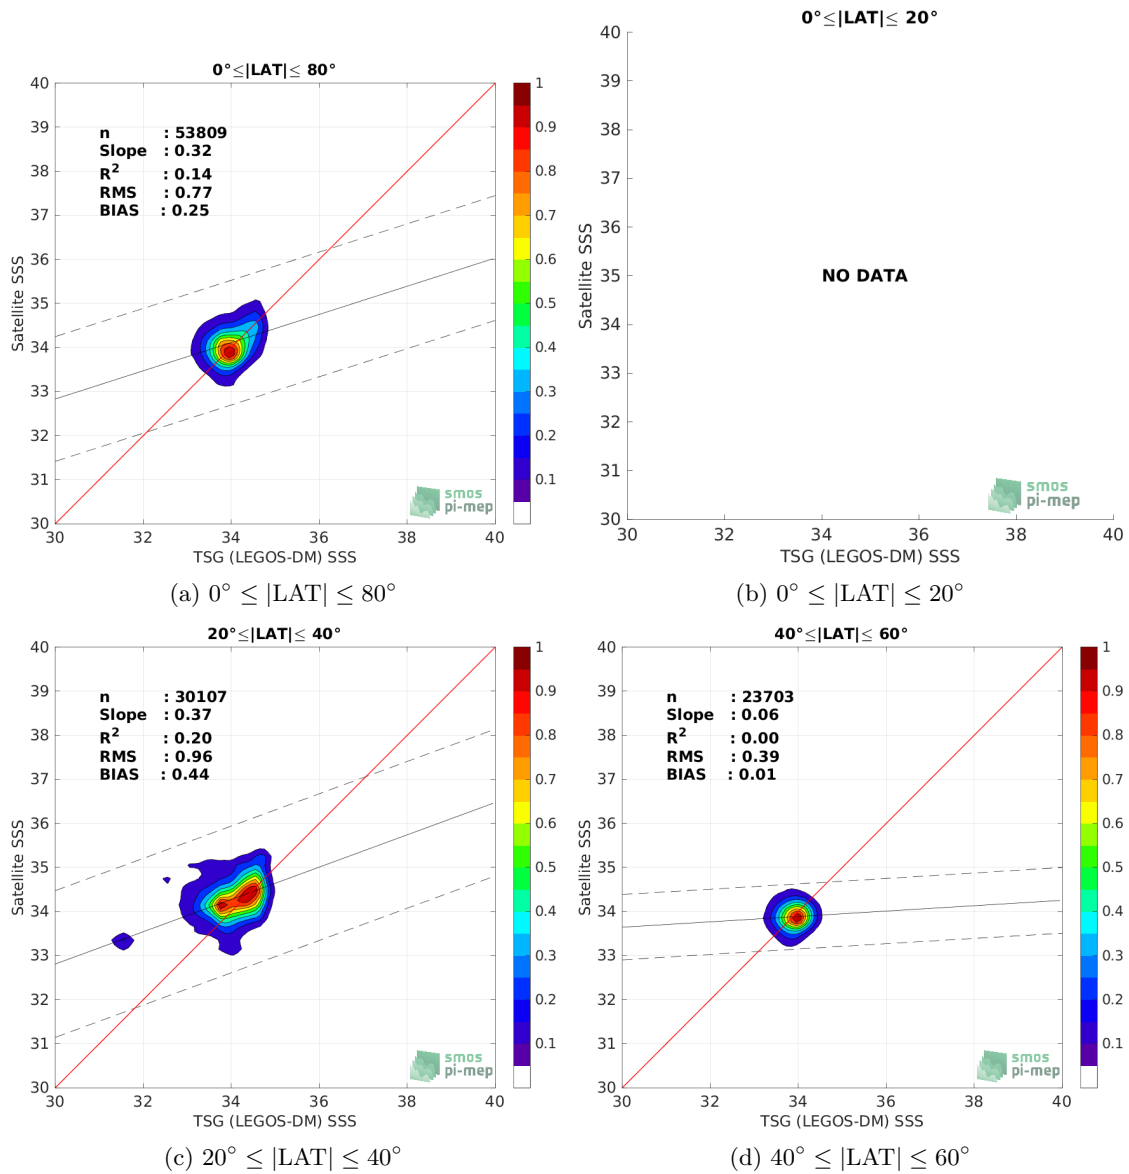 0°≤|LAT|≤ 80°
n : 53809
Slope : 0.32
R² : 0.14
RMS : 0.77
BIAS : 0.25
40
39
38
37
36
35
34
33
32
31
30
Satellite SSS
30 32 34 36 38 40
TSG (LEGOS-DM) SSS
1
0.9
0.8
0.7
0.6
0.5
0.4
0.3
0.2
0.1
smos
pi-mep
(a) 0° ≤ |LAT| ≤ 80°
0°≤|LAT|≤ 20°
40
39
38
37
36
35
34
33
32
31
30
Satellite SSS
NO DATA
smos
pi-mep
30 32 34 36 38 40
TSG (LEGOS-DM) SSS
(b) 0° ≤ |LAT| ≤ 20°
20°≤|LAT|≤ 40°
n : 30107
Slope : 0.37
R² : 0.20
RMS : 0.96
BIAS : 0.44
40
39
38
37
36
35
34
33
32
31
30
Satellite SSS
30 32 34 36 38 40
TSG (LEGOS-DM) SSS
1
0.9
0.8
0.7
0.6
0.5
0.4
0.3
0.2
0.1
smos
pi-mep
(c) 20° ≤ |LAT| ≤ 40°
40°≤|LAT|≤ 60°
n : 23703
Slope : 0.06
R² : 0.00
RMS : 0.39
BIAS : 0.01
40
39
38
37
36
35
34
33
32
31
30
Satellite SSS
30 32 34 36 38 40
TSG (LEGOS-DM) SSS
1
0.9
0.8
0.7
0.6
0.5
0.4
0.3
0.2
0.1
smos
pi-mep
(d) 40° ≤ |LAT| ≤ 60°